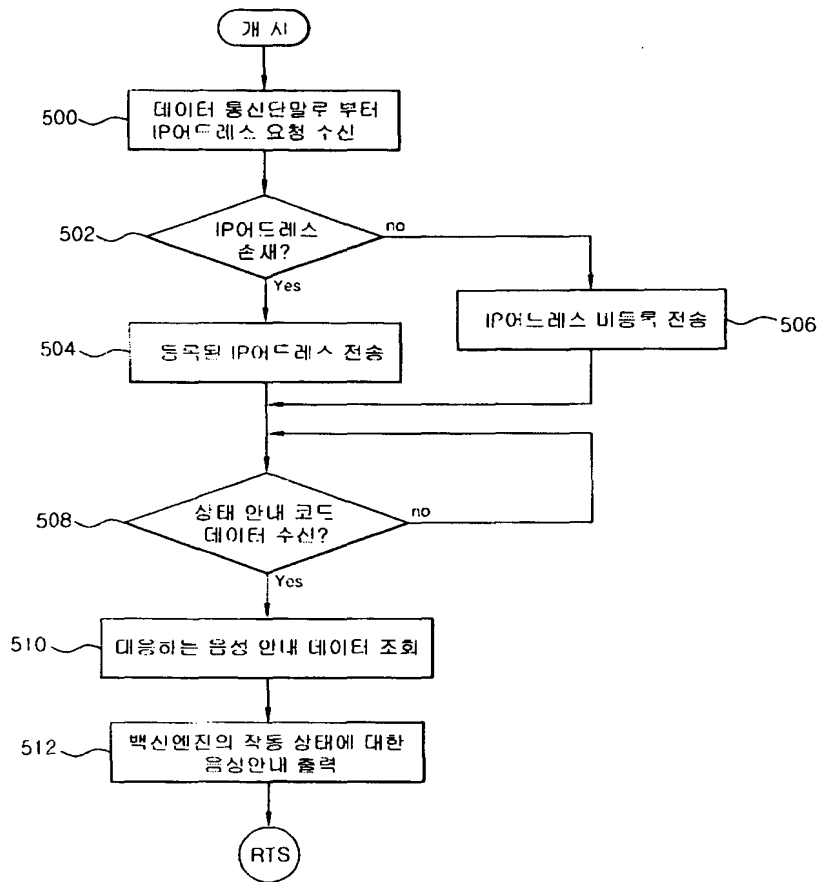 개 시
500
데이터 통신단말로 부터
IP어드레스 요청 수신
502
IP어드레스
손새?
no
Yes
504
등록된 IP어드레스 전송
IP어드레스 비등록 전송
506
508
상태 안내 코드
데이터 수신?
no
Yes
510
대응하는 음성 안내 데이터 조회
512
백신엔진의 작동 상태에 대한
음성안내 출력
RTS